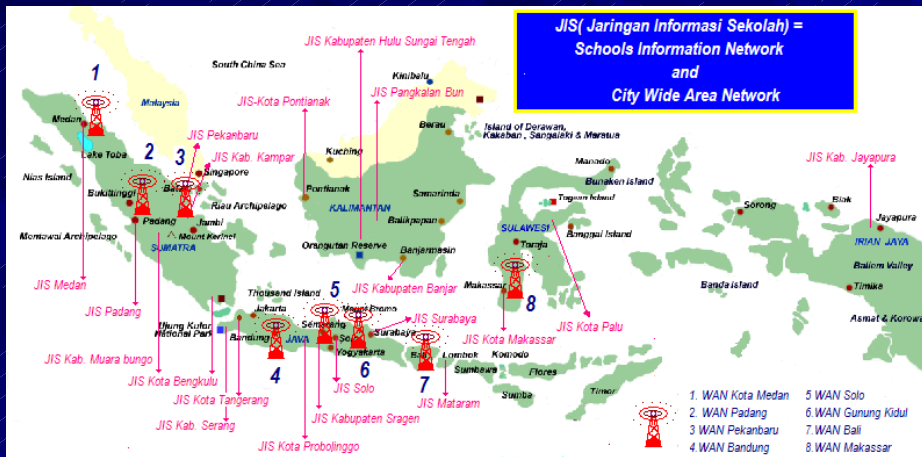 JIS( Jaringan Informasi Sekolah) =
Schools Information Network
and
City Wide Area Network
JIS Kabupaten Hulu Sungai Tengah
South China Sea
Kinibalu
1
JIS-Kota Pontianak
JIS Pangkalan Bun
Malaysia
Medan
JIS Pekanbaru
Berau
Island of Derawan,
Kakaban , Sangalaki & Maratua
2
3
JIS Kab. Kampar
Kuching
JIS Kab. Jayapura
Lake Toba
Manado
Nias Island
Singapore
Bunaken Island
Bukittinggi
Pontianak
Samarinda
Togean Island
Sorong
Biak
Riau Archipelago
KALIMANTAN
Padang
Jambi
Balikpapan
SULAWESI
Banggai Island
Jayapura
Mentawai Archipelago
Mount Kerinci
SUMATRA
Orangutan Reserve
Toraja
IRIAN JAYA
Banjarmasin
Baliem Valley
JIS Medan
JIS Kabupaten Banjar
Makassar
Banda Island
Timika
Thousand Island
5
8
JIS Padang
Jakarta
Semarang
Mount Bromo
JIS Surabaya
JIS Kota Palu
Asmat & Korowa
Ujung Kulon
National Park
Bandung
JAVA
Surabaya
JIS Kota Makassar
JIS Kab. Muara bungo
Yogyakarta
Bali
Lombok
Komodo
4
6
7
Sumbawa
Flores
JIS Kota Bengkulu
JIS Solo
JIS Mataram
Sumba
Timor
JIS Kota Tangerang
JIS Kabupaten Sragen
JIS Kab. Serang
JIS Kota Probolinggo
1. WAN Kota Medan
2. WAN Padang
3 WAN Pekanbaru
4.WAN Bandung
5 WAN Solo
6.WAN Gunung Kidul
7.WAN Bali
8.WAN Makassar